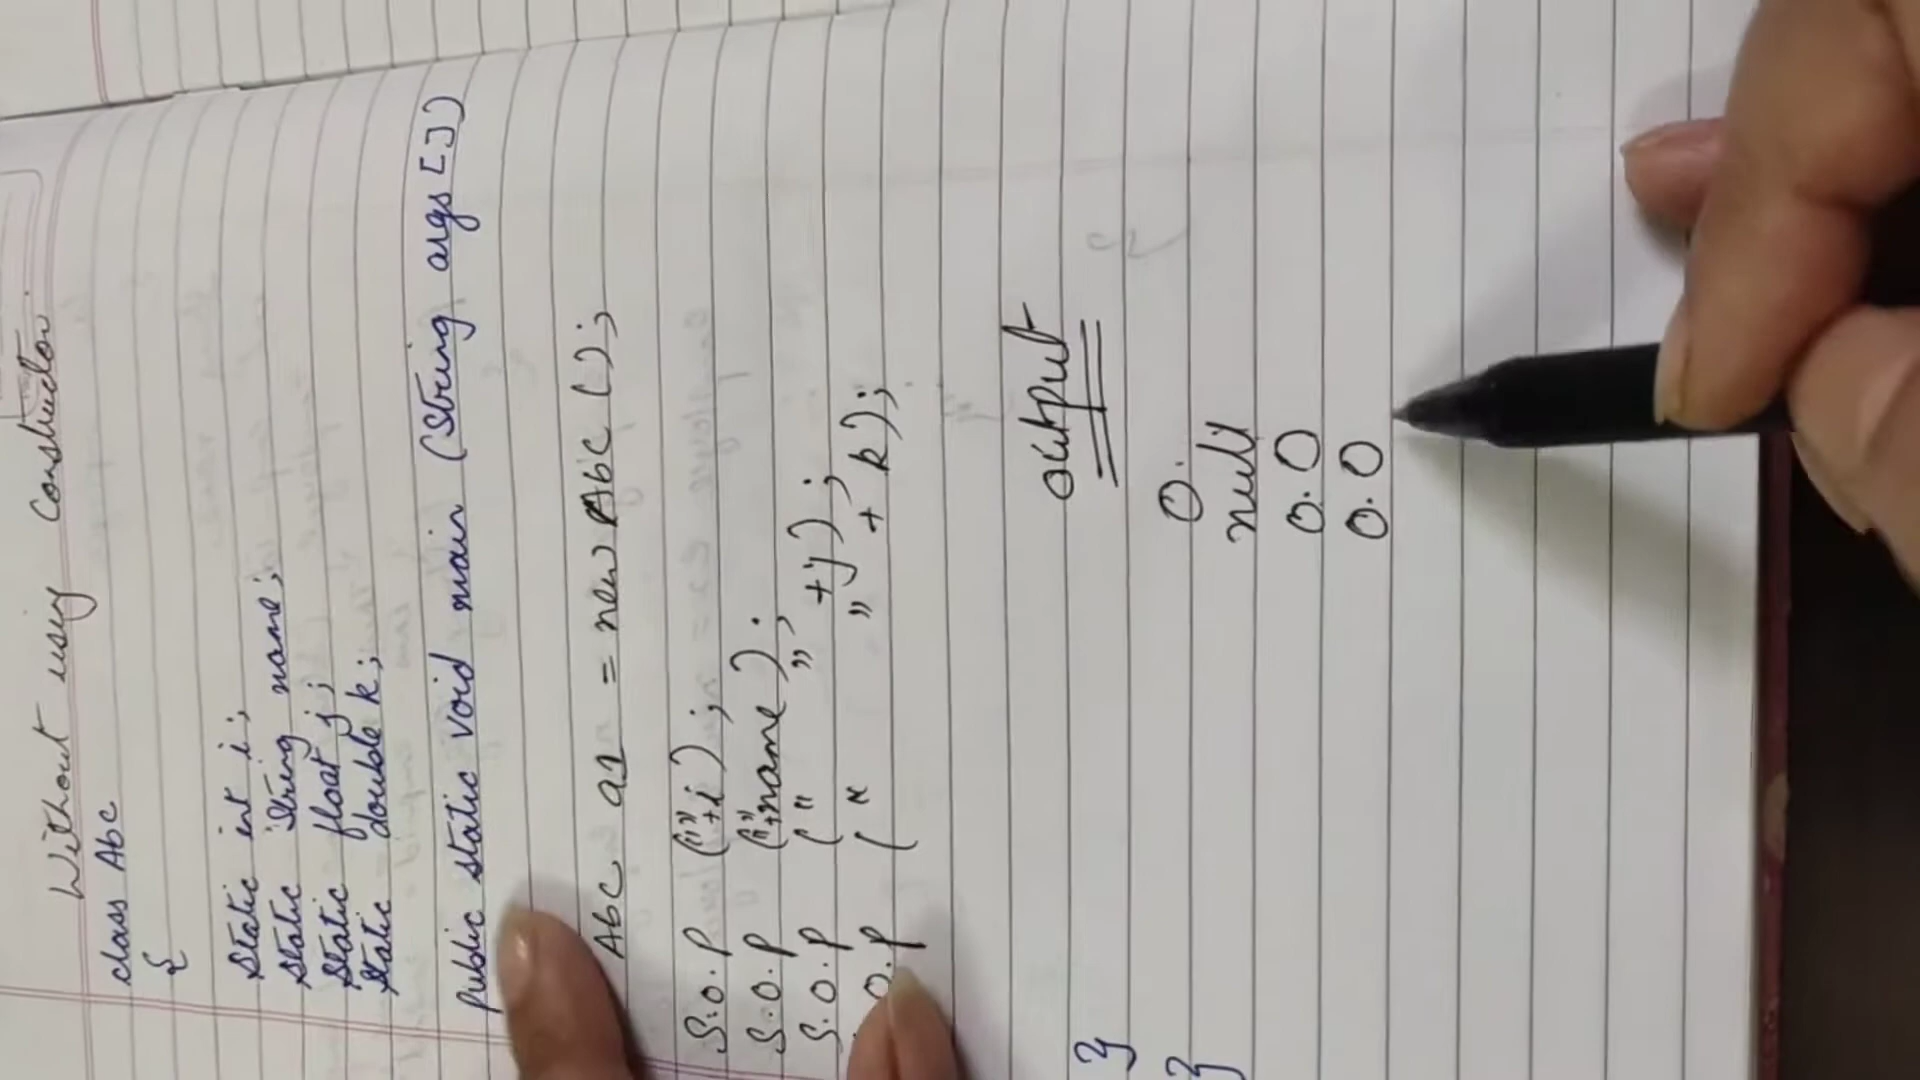 Without using Constructor.
class Abc
{
static int i;
static String name;
static float j;
static double k;
public static void main (String args[])
Abc a1 = new Abc ();
S.O.P (""+i);
S.O.P (""+name);
S.O.P (" " +j);
.O.P (" " + k);
}
}
output
0.
null
0.0
0.0